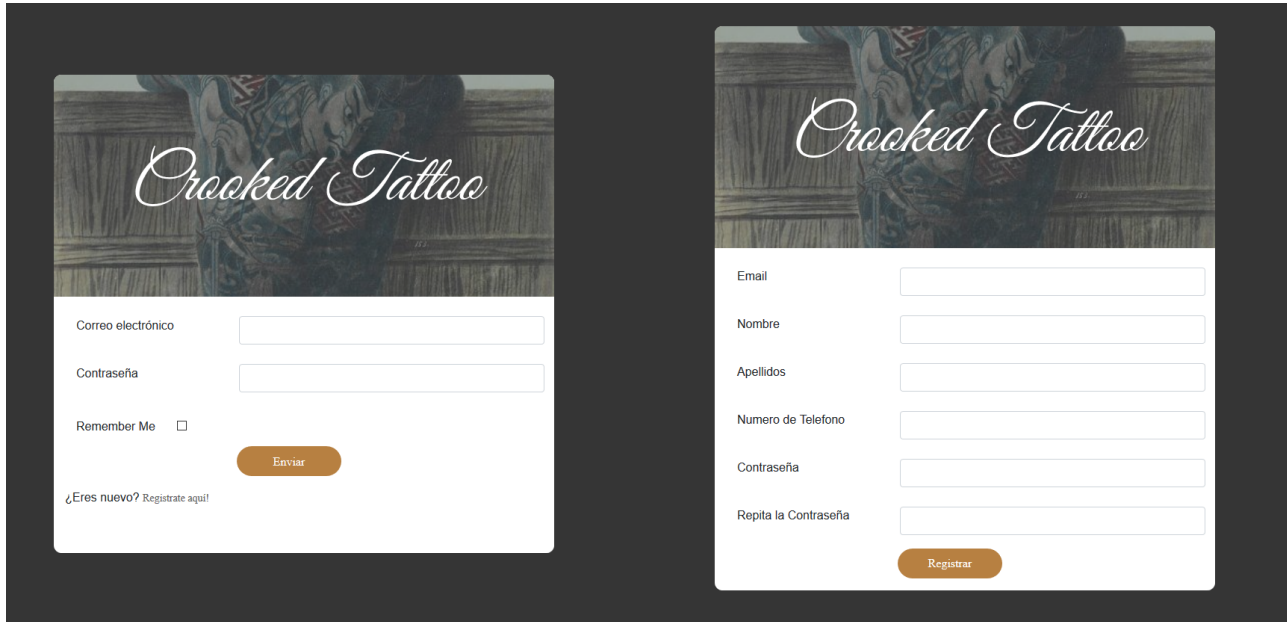 Crooked Tattoo
Correo electrónico
Contraseña
Remember Me
Enviar
¿Eres nuevo? Registrate aquí!
Crooked Tattoo
Email
Nombre
Apellidos
Numero de Telefono
Contraseña
Repita la Contraseña
Registrar